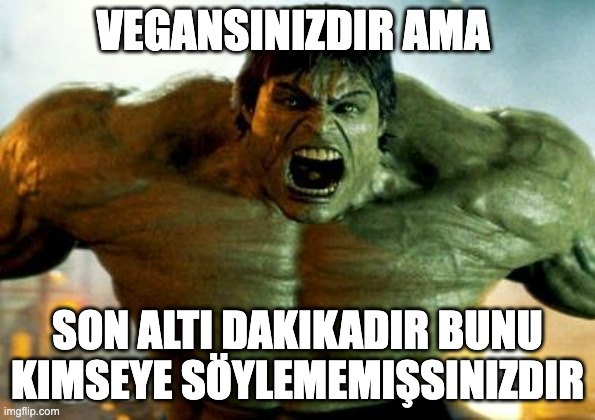 VEGANSINIZDIR AMA
SON ALTI DAKIKADIR BUNU
KIMSEYE SÖYLEMEMIŞSINIZDIR
imgflip.com